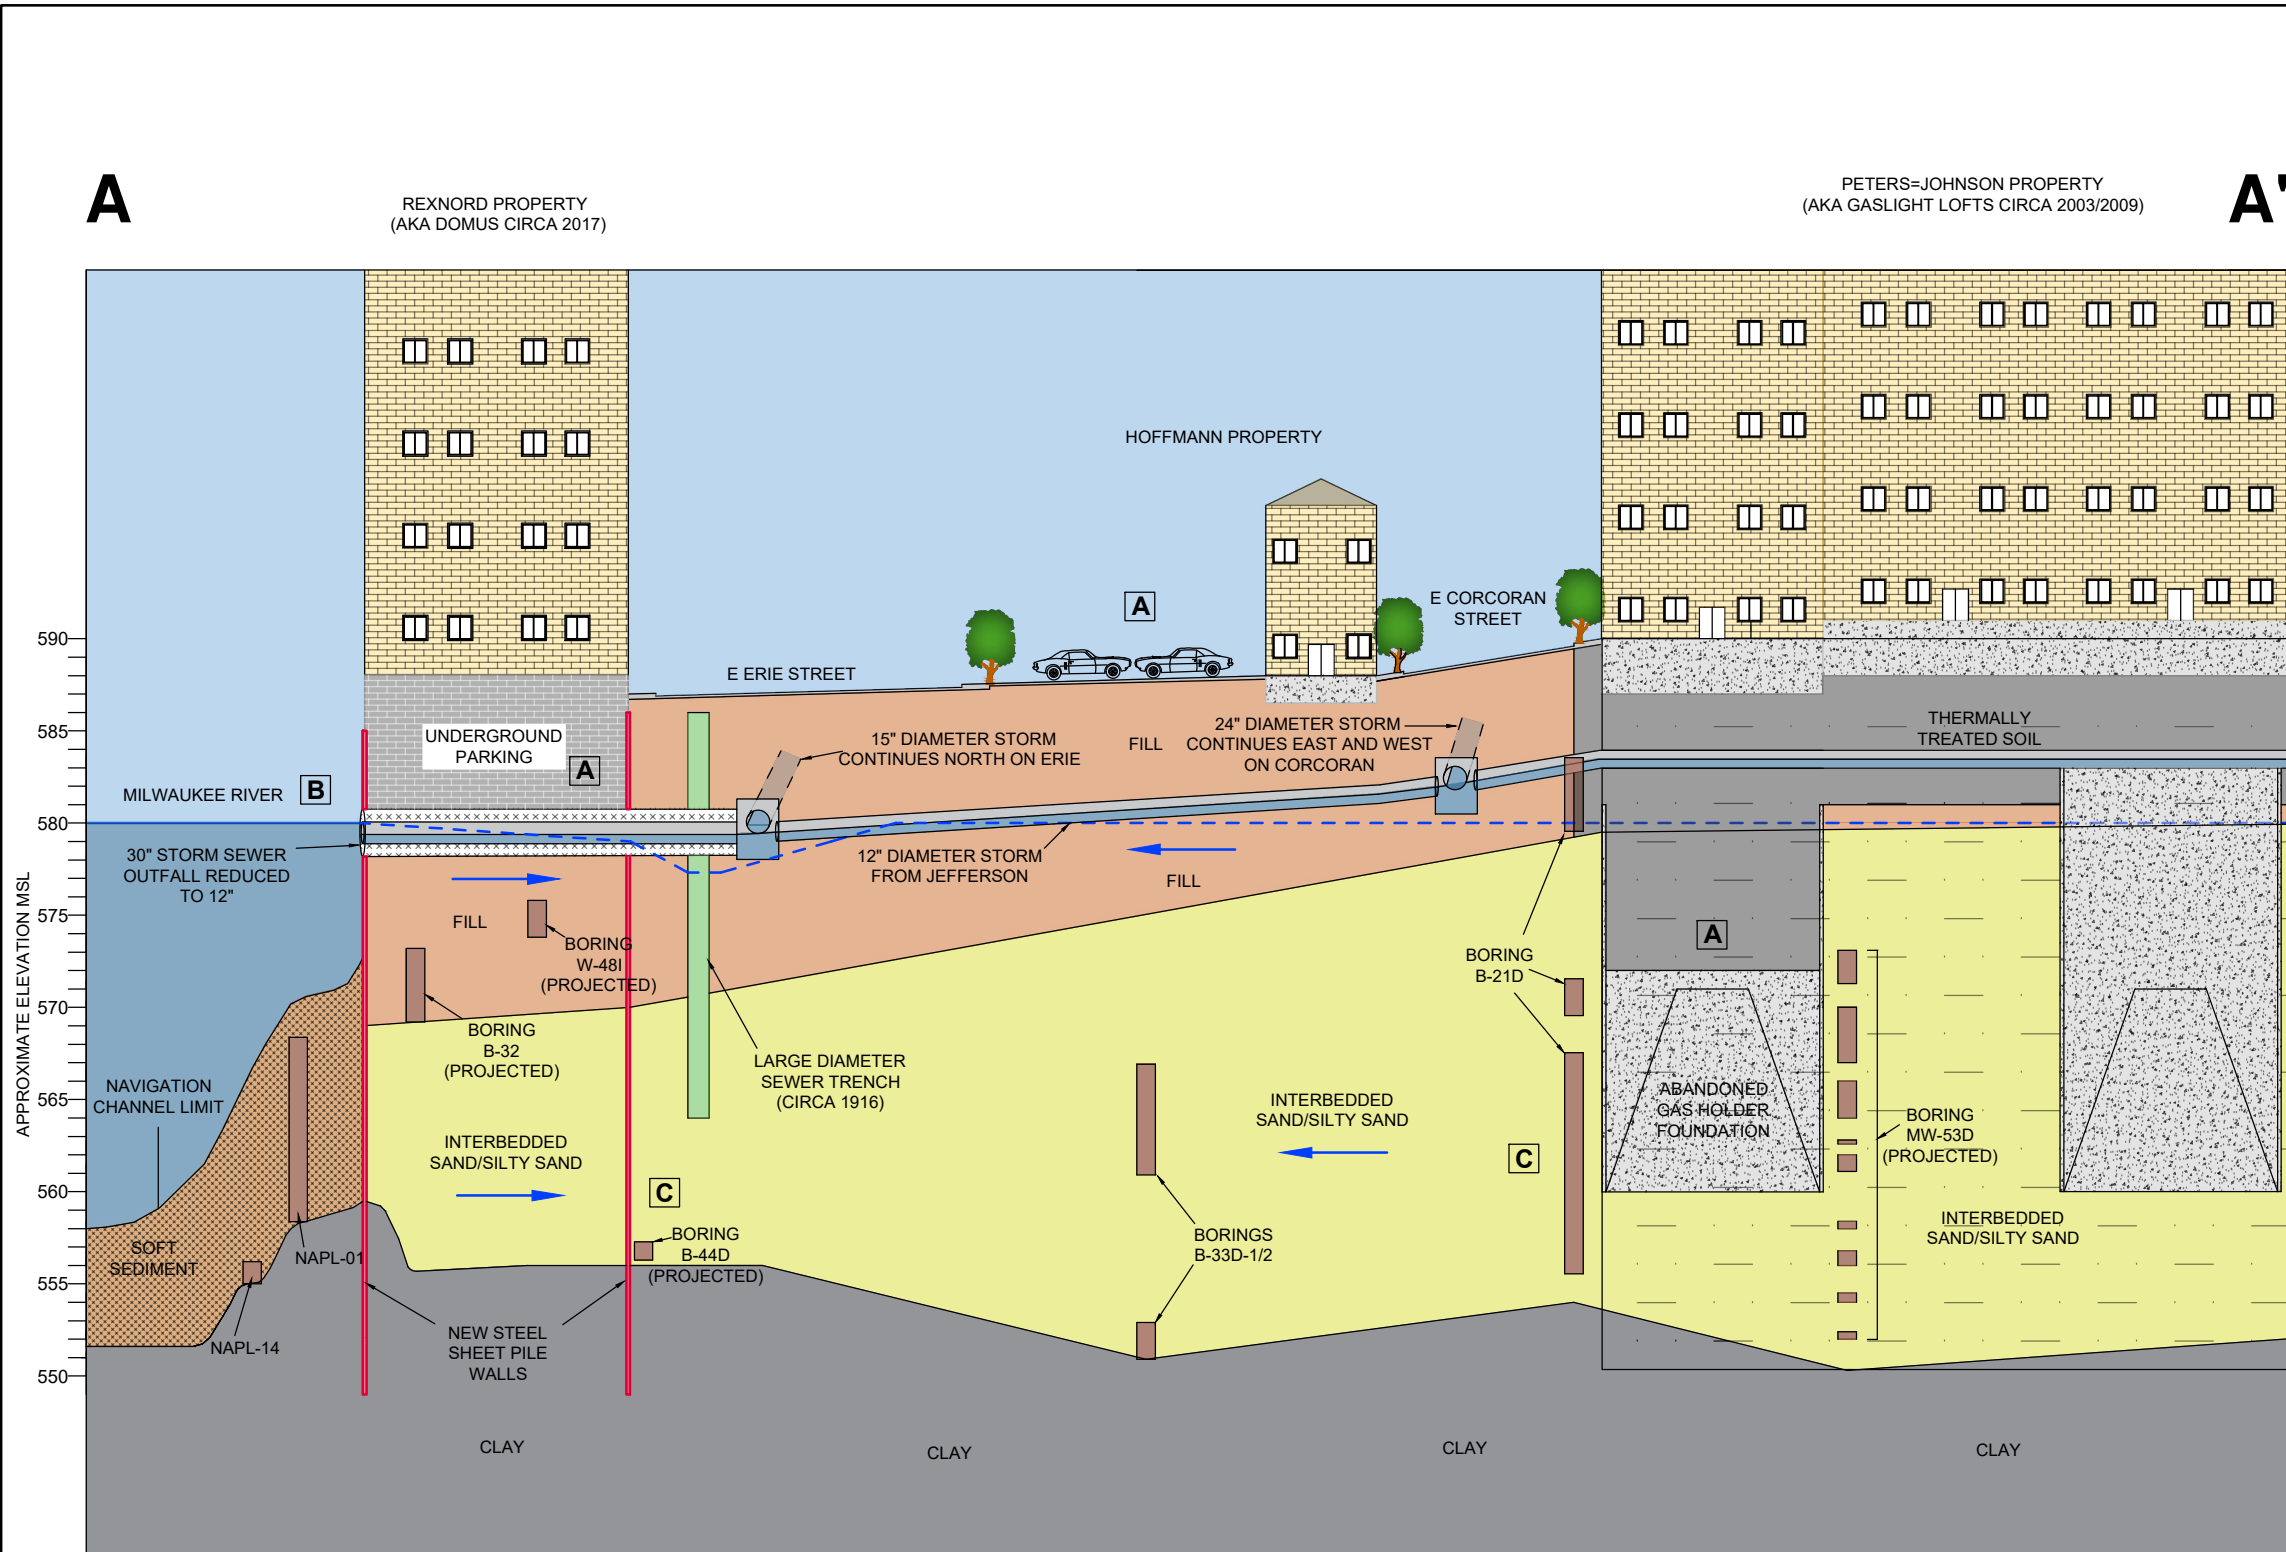 A
REXNORD PROPERTY
(AKA DOMUS CIRCA 2017)
PETERS=JOHNSON PROPERTY
(AKA GASLIGHT LOFTS CIRCA 2003/2009)
A'
HOFFMANN PROPERTY
A
E CORCORAN
STREET
E ERIE STREET
590
585
580
575
570
565
560
555
550
APPROXIMATE ELEVATION MSL
UNDERGROUND
PARKING
A
15" DIAMETER STORM
CONTINUES NORTH ON ERIE
FILL
24" DIAMETER STORM
CONTINUES EAST AND WEST
ON CORCORAN
THERMALLY
TREATED SOIL
MILWAUKEE RIVER
B
30" STORM SEWER
OUTFALL REDUCED
TO 12"
12" DIAMETER STORM
FROM JEFFERSON
FILL
FILL
BORING
W-48I
(PROJECTED)
BORING
B-21D
A
BORING
B-32
(PROJECTED)
LARGE DIAMETER
SEWER TRENCH
(CIRCA 1916)
NAVIGATION
CHANNEL LIMIT
INTERBEDDED
SAND/SILTY SAND
INTERBEDDED
SAND/SILTY SAND
ABANDONED
GAS HOLDER
FOUNDATION
BORING
MW-53D
(PROJECTED)
C
C
BORING
B-44D
(PROJECTED)
BORINGS
B-33D-1/2
INTERBEDDED
SAND/SILTY SAND
SOFT
SEDIMENT
NAPL-01
NAPL-14
NEW STEEL
SHEET PILE
WALLS
CLAY
CLAY
CLAY
CLAY